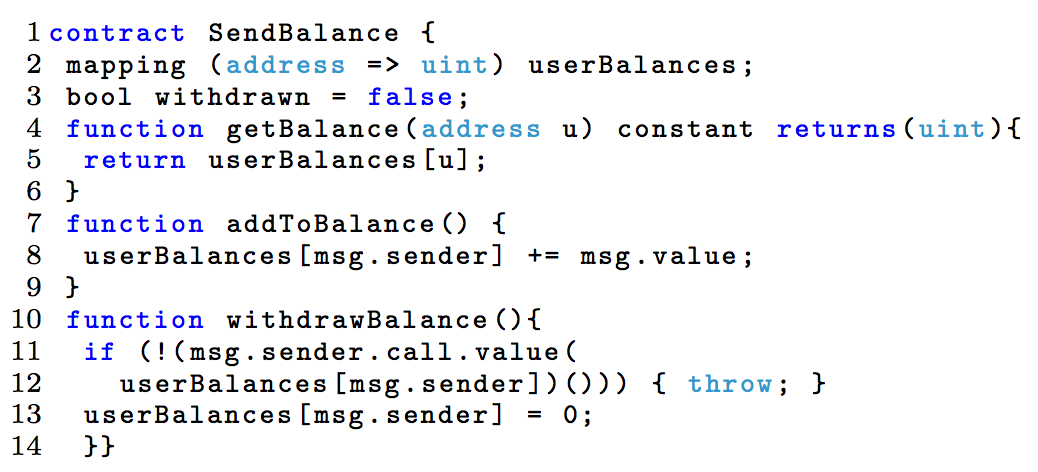 1 contract SendBalance {
2 mapping (address => uint) userBalances;
3 bool withdrawn = false;
4 function getBalance(address u) constant returns(uint){
5 return userBalances[u];
6 }
7 function addToBalance() {
8 userBalances[msg.sender] += msg.value;
9 }
10 function withdrawBalance(){
11 if (!(msg.sender.call.value(
12 userBalances[msg.sender])())) { throw; }
13 userBalances[msg.sender] = 0;
14 }}